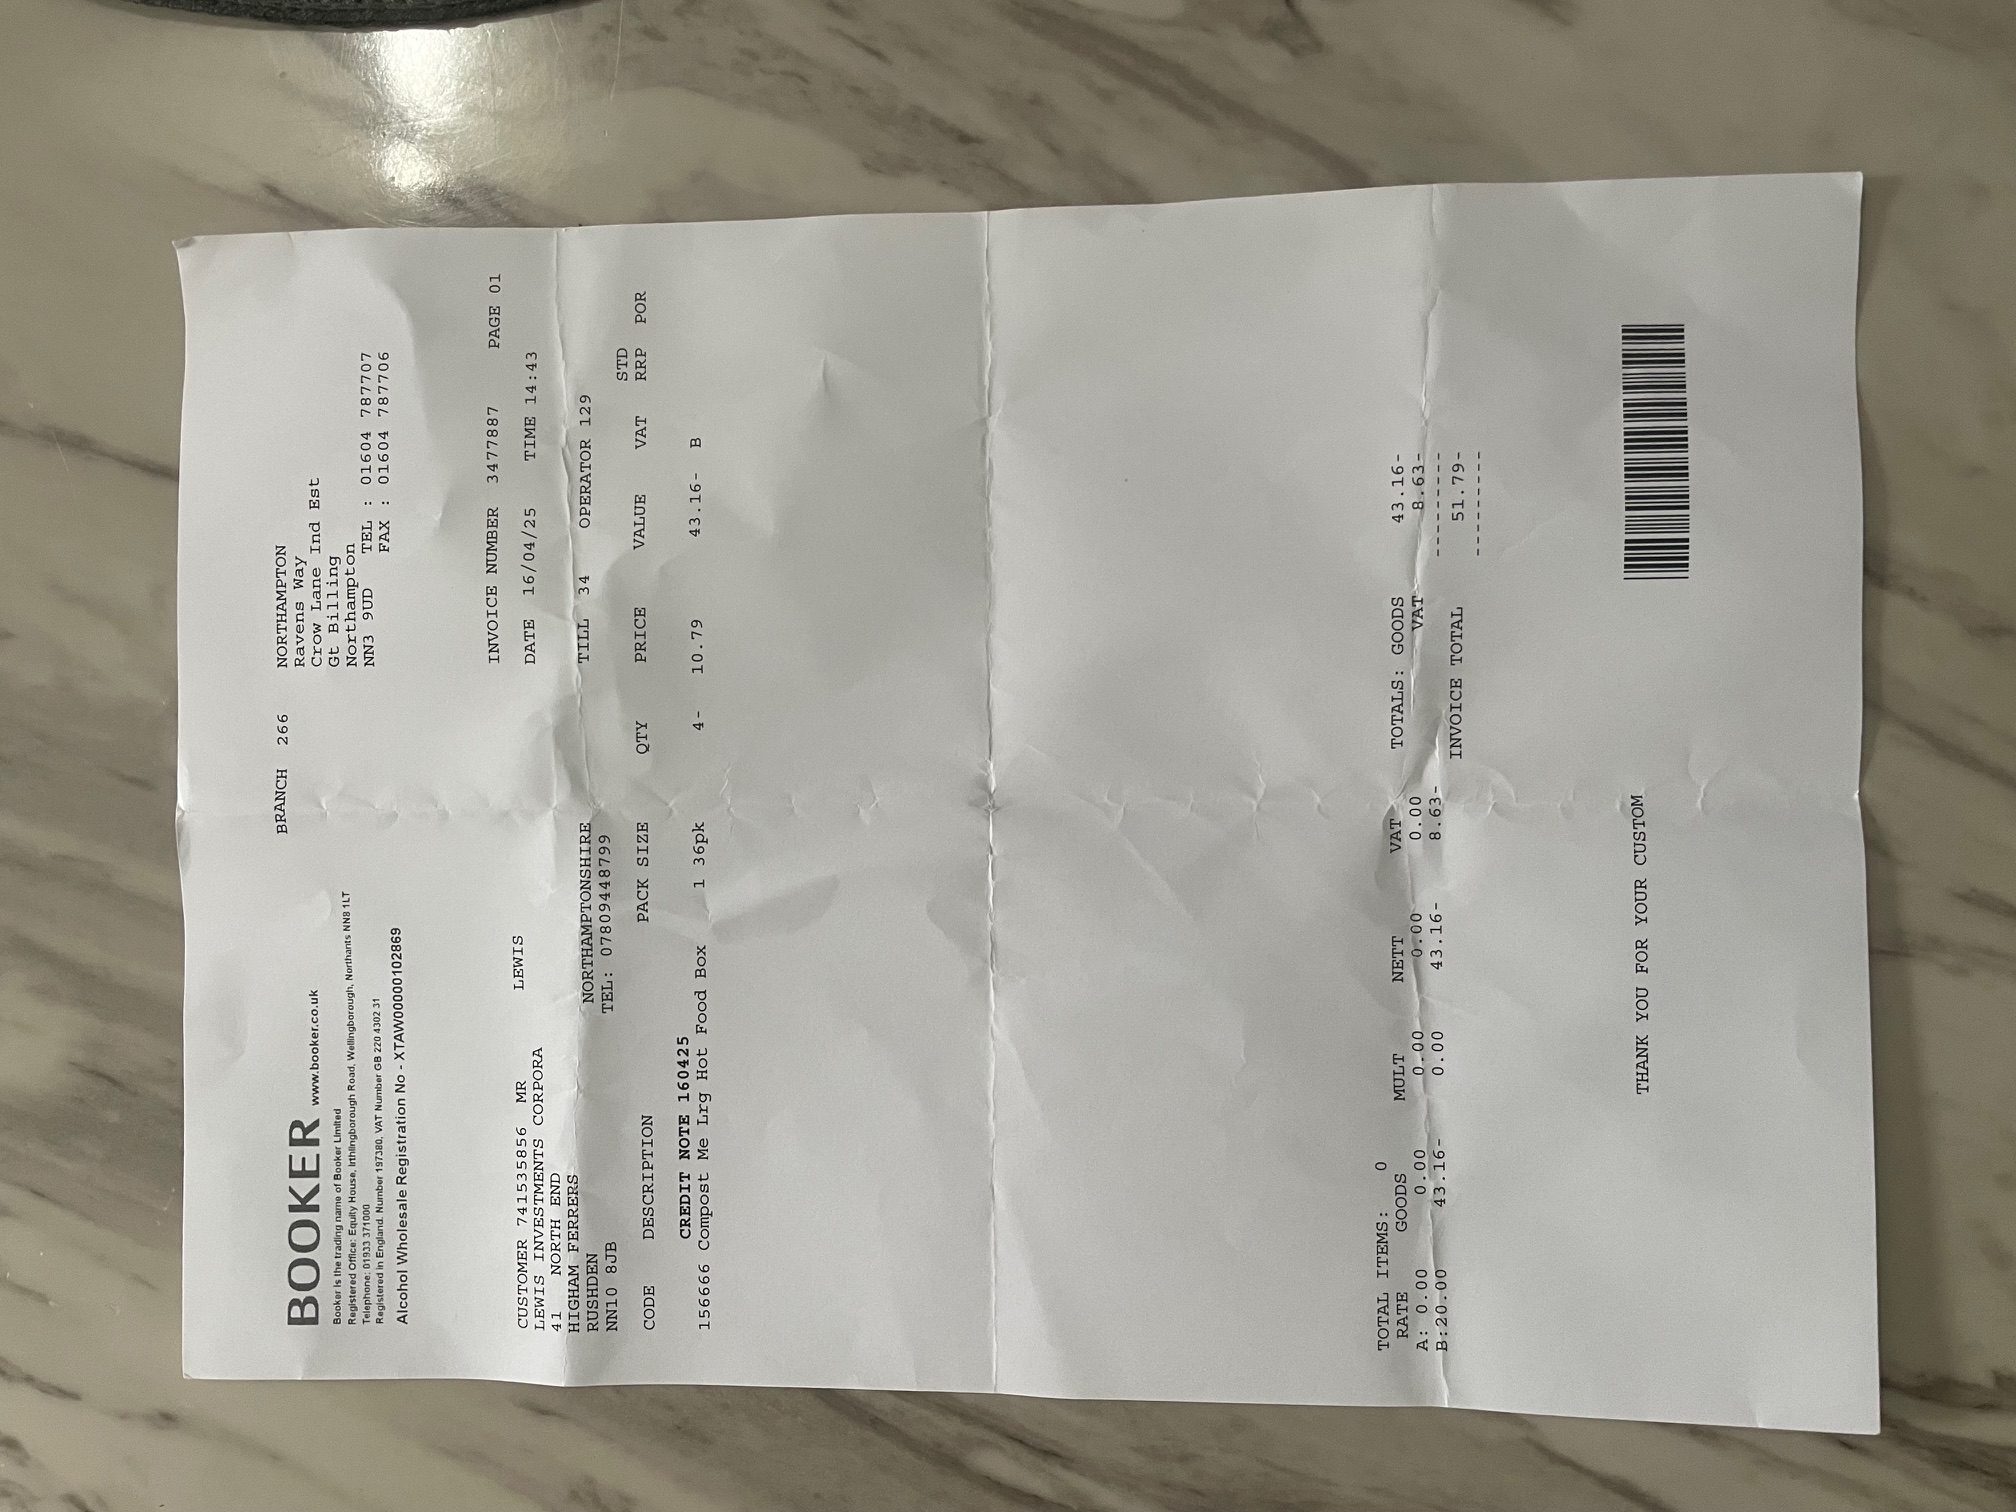 BOOKER www.booker.co.uk
Booker is the trading name of Booker Limited
Registered Office: Equity House, Irthlingborough Road, Wellingborough, Northants NN8 1LT
Telephone: 01933 371000
Registered in England. Number 197380, VAT Number GB 220 4302 31
Alcohol Wholesale Registration No - XTAW00000102869
BRANCH 266 NORTHAMPTON
Ravens Way
Crow Lane Ind Est
Gt Billing
Northampton
NN3 9UD TEL : 01604 787707
FAX : 01604 787706
INVOICE NUMBER 3477887 PAGE 01
CUSTOMER 741535856 MR LEWIS
DATE 16/04/25 TIME 14:43
LEWIS INVESTMENTS CORPORA
41 NORTH END
HIGHAM FERRERS
RUSHDEN NORTHAMPTONSHIRE
TILL 34 OPERATOR 129
NN10 8JB TEL: 07809448799
CODE DESCRIPTION PACK SIZE QTY PRICE VALUE VAT STD RRP POR
CREDIT NOTE 160425
156666 Compost Me Lrg Hot Food Box 1 36pk 4- 10.79 43.16- B
TOTAL ITEMS: 0
RATE GOODS MULT NETT VAT TOTALS: GOODS 43.16-
A: 0.00 0.00 0.00 0.00 0.00 VAT 8.63-
B:20.00 43.16- 0.00 43.16- 8.63- ---------
INVOICE TOTAL 51.79-
---------
THANK YOU FOR YOUR CUSTOM